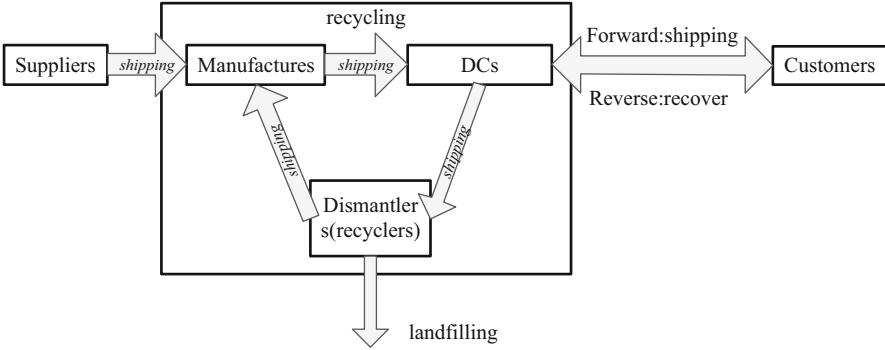 recycling
Forward:shipping
Suppliers
shipping
Manufactures
shipping
DCs
Customers
Reverse:recover
shipping
shipping
Dismantler
s(recyclers)
landfilling